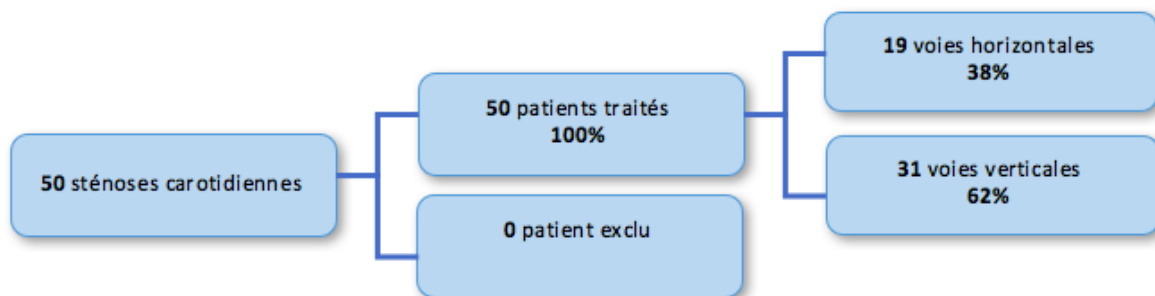 50 sténoses carotidiennes
50 patients traités
100%
0 patient exclu
19 voies horizontales
38%
31 voies verticales
62%